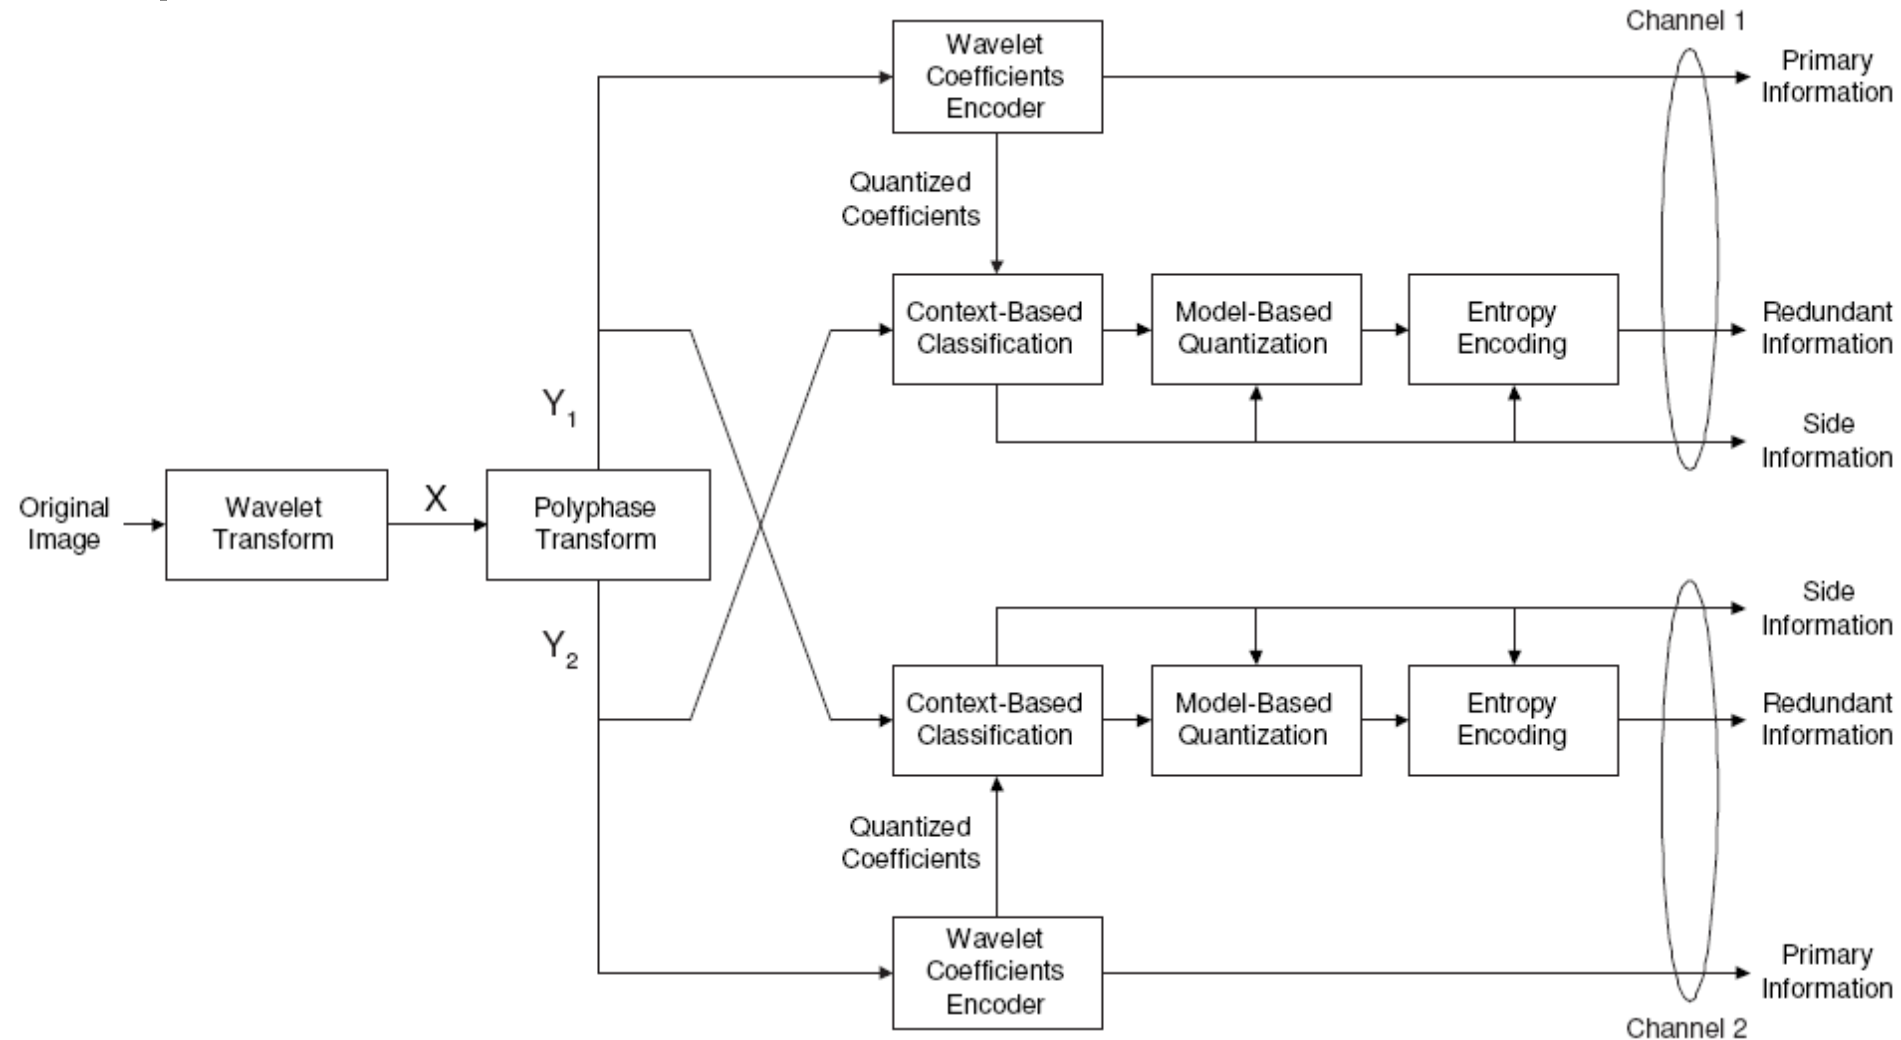 Channel 1
Wavelet
Coefficients
Encoder
Primary
Information
Quantized
Coefficients
Context-Based
Classification
Model-Based
Quantization
Entropy
Encoding
Redundant
Information
Y1
Side
Information
Original
Image
Wavelet
Transform
X
Polyphase
Transform
Y2
Side
Information
Context-Based
Classification
Model-Based
Quantization
Entropy
Encoding
Redundant
Information
Quantized
Coefficients
Wavelet
Coefficients
Encoder
Primary
Information
Channel 2